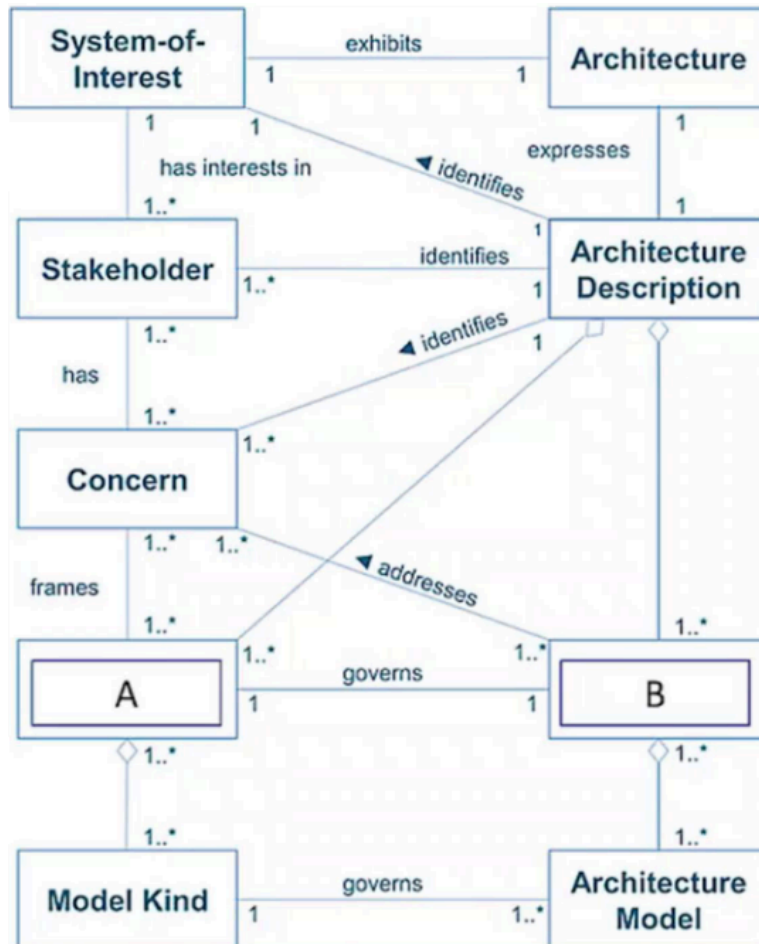 System-of-
Interest
exhibits
1
1
Architecture
1
1
1
has interests in
identifies
expresses
1..*
1
1
Stakeholder
1..*
identifies
1
Architecture
Description
1..*
has
identifies
1
1..*
1..*
Concern
1..*
1..*
frames
addresses
1..*
1..*
1..*
1..*
A
governs
1
1
B
1..*
1..*
1..*
1..*
Model Kind
governs
1
1..*
Architecture
Model